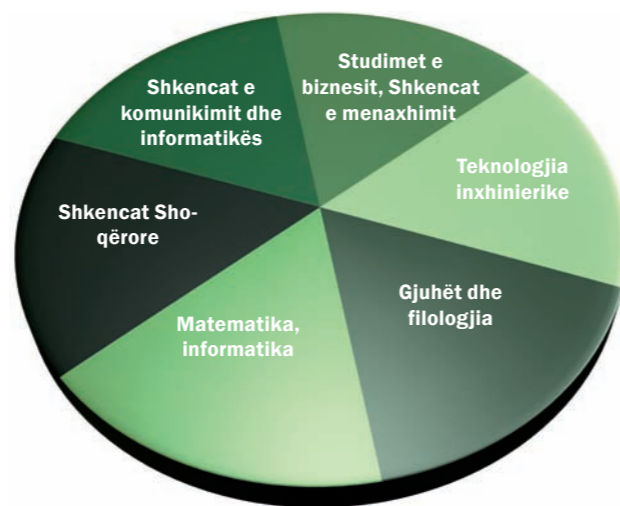 Studimet e
biznesit, Shkencat
e menaxhimit
Shkencat e
komunikimit dhe
informatikës
Teknologjia
inxhinierike
Shkencat Sho-
qërore
Gjuhët dhe
filologjia
Matematika,
informatika